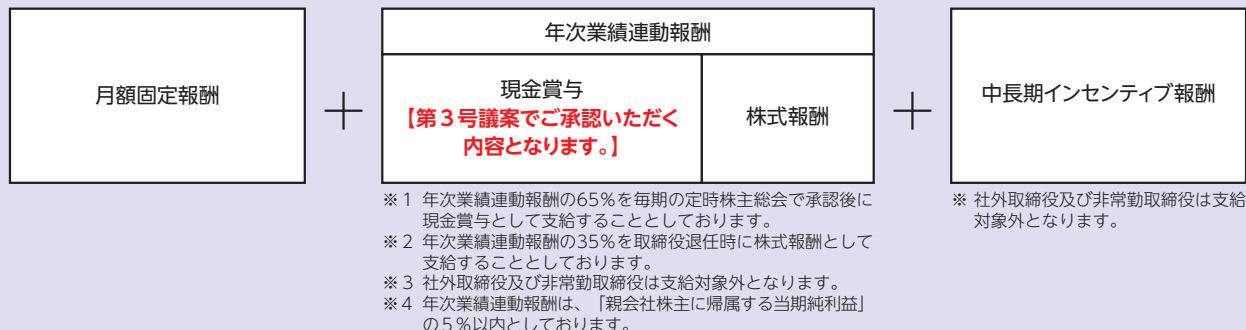 月額固定報酬
＋
年次業績連動報酬
現金賞与
【第３号議案でご承認いただく
内容となります。】
株式報酬
＋
中長期インセンティブ報酬
※１ 年次業績連動報酬の65％を毎期の定時株主総会で承認後に
現金賞与として支給することとしております。
※２ 年次業績連動報酬の35％を取締役退任時に株式報酬として
支給することとしております。
※３ 社外取締役及び非常勤取締役は支給対象外となります。
※４ 年次業績連動報酬は、「親会社株主に帰属する当期純利益」
の５％以内としております。
※ 社外取締役及び非常勤取締役は支給
対象外となります。